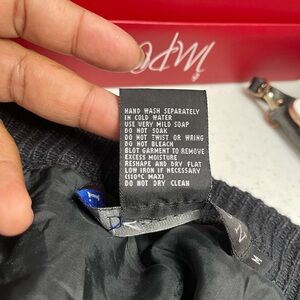 HAND WASH SEPARATELY
IN COLD WATER
USE VERY MILD SOAP
DO NOT SOAK
DO NOT TWIST OR WRING
DO NOT BLEACH
BLOT GARMENT TO REMOVE
EXCESS MOISTURE
RESHAPE AND DRY FLAT
LOW IRON IF NECESSARY
(110°C MAX)
DO NOT DRY CLEAN
M